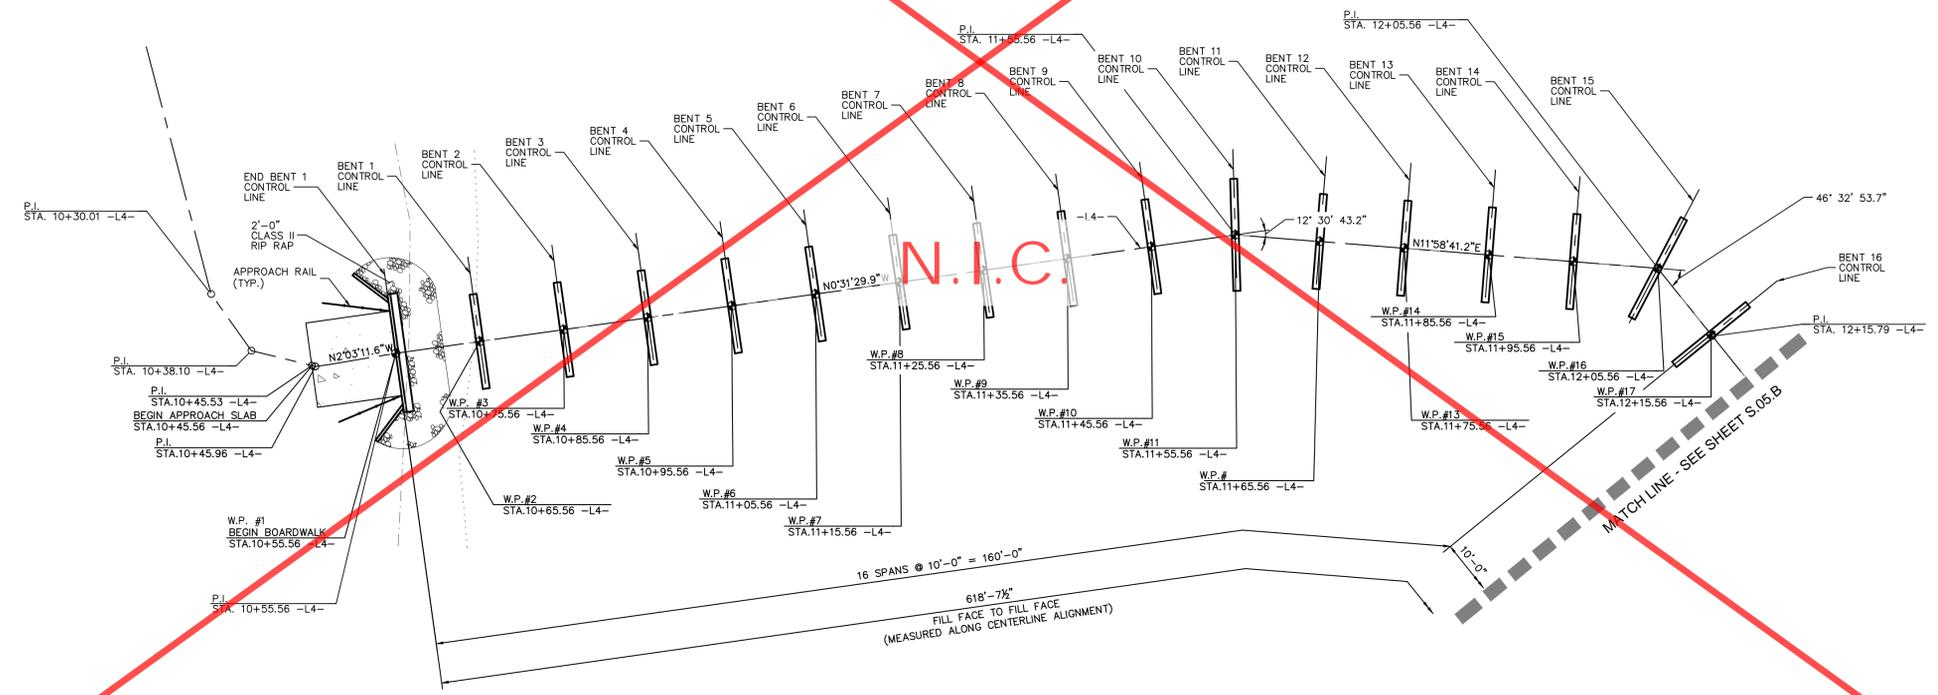 P.I.
STA. 11+55.56 -L4-
P.I.
STA. 12+05.56 -L4-
END BENT 1
CONTROL
LINE
BENT 1
CONTROL
LINE
BENT 2
CONTROL
LINE
BENT 3
CONTROL
LINE
BENT 4
CONTROL
LINE
BENT 5
CONTROL
LINE
BENT 6
CONTROL
LINE
BENT 7
CONTROL
LINE
BENT 8
CONTROL
LINE
BENT 9
CONTROL
LINE
BENT 10
CONTROL
LINE
BENT 11
CONTROL
LINE
BENT 12
CONTROL
LINE
BENT 13
CONTROL
LINE
BENT 14
CONTROL
LINE
BENT 15
CONTROL
LINE
BENT 16
CONTROL
LINE
P.I.
STA. 10+30.01 -L4-
2'-0"
CLASS II
RIP RAP
APPROACH RAIL
(TYP.)
46° 32' 53.7"
12° 30' 43.2"
-L4-
N11°58'41.2"E
N0°31'29.9"W
N.I.C.
N2°03'11.6"W
P.I.
STA. 12+15.79 -L4-
P.I.
STA. 10+38.10 -L4-
P.I.
STA.10+45.53 -L4-
BEGIN APPROACH SLAB
STA.10+45.56 -L4-
P.I.
STA.10+45.96 -L4-
W.P. #1
BEGIN BOARDWALK
STA.10+55.56 -L4-
P.I.
STA. 10+55.56 -L4-
W.P.#2
STA.10+65.56 -L4-
W.P. #3
STA.10+75.56 -L4-
W.P.#4
STA.10+85.56 -L4-
W.P.#5
STA.10+95.56 -L4-
W.P.#6
STA.11+05.56 -L4-
W.P.#7
STA.11+15.56 -L4-
W.P.#8
STA.11+25.56 -L4-
W.P.#9
STA.11+35.56 -L4-
W.P.#10
STA.11+45.56 -L4-
W.P.#11
STA.11+55.56 -L4-
W.P.#
STA.11+65.56 -L4-
W.P.#13
STA.11+75.56 -L4-
W.P.#14
STA.11+85.56 -L4-
W.P.#15
STA.11+95.56 -L4-
W.P.#16
STA.12+05.56 -L4-
W.P.#17
STA.12+15.56 -L4-
MATCH LINE - SEE SHEET S.05.B
10'-0"
16 SPANS @ 10'-0" = 160'-0"
618'-7½"
FILL FACE TO FILL FACE
(MEASURED ALONG CENTERLINE ALIGNMENT)